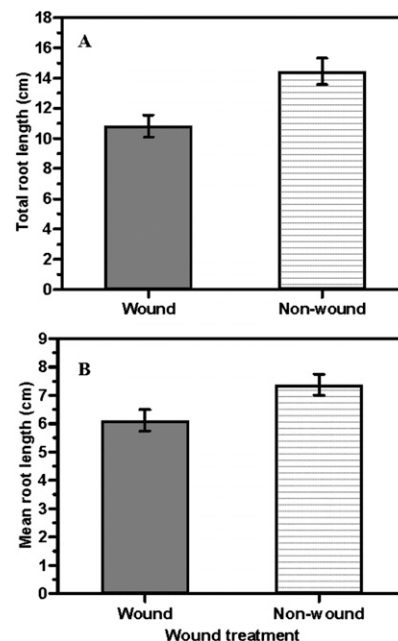 A
Total root length (cm)
18
16
14
12
10
8
6
4
2
0
Wound Non-wound
B
Mean root length (cm)
9
8
7
6
5
4
3
2
1
0
Wound Non-wound
Wound treatment